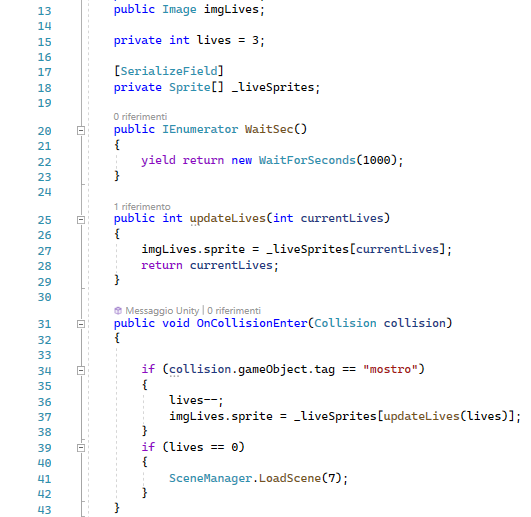 13 public Image imgLives;
14
15 private int lives = 3;
16
17 [SerializeField]
18 private Sprite[] _liveSprites;
19
0 riferimenti
20 public IEnumerator WaitSec()
21 {
22 yield return new WaitForSeconds(1000);
23 }
24
1 riferimento
25 public int updateLives(int currentLives)
26 {
27 imgLives.sprite = _liveSprites[currentLives];
28 return currentLives;
29 }
30
Messaggio Unity | 0 riferimenti
31 public void OnCollisionEnter(Collision collision)
32 {
33
34 if (collision.gameObject.tag == "mostro")
35 {
36 lives--;
37 imgLives.sprite = _liveSprites[updateLives(lives)];
38 }
39 if (lives == 0)
40 {
41 SceneManager.LoadScene(7);
42 }
43 }